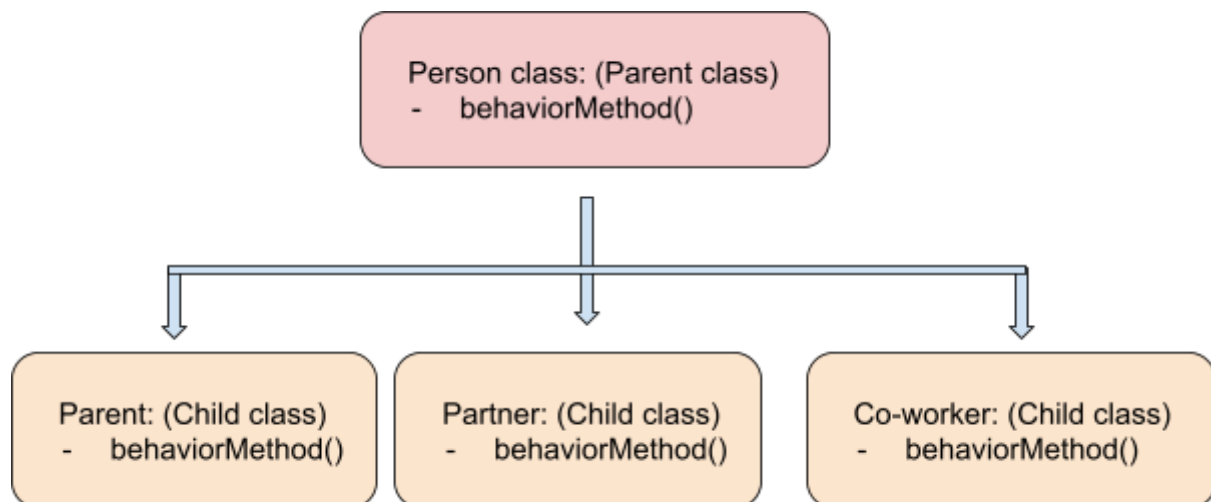 Person class: (Parent class)
- behaviorMethod()
Parent: (Child class)
- behaviorMethod()
Partner: (Child class)
- behaviorMethod()
Co-worker: (Child class)
- behaviorMethod()